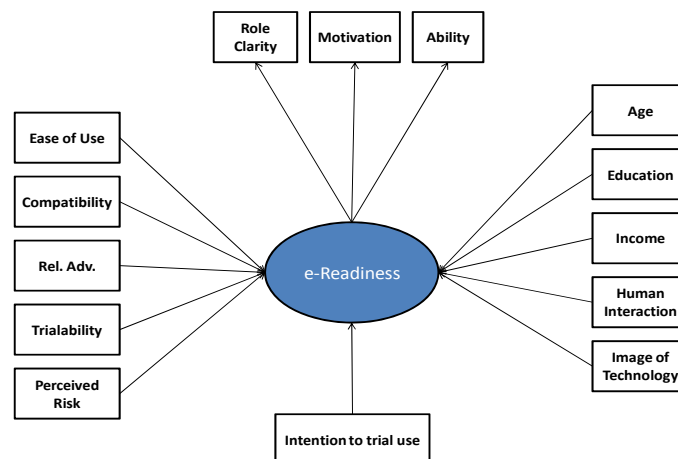 Role
Clarity
Motivation
Ability
Ease of Use
Compatibility
Rel. Adv.
Trialability
Perceived
Risk
e-Readiness
Age
Education
Income
Human
Interaction
Image of
Technology
Intention to trial use